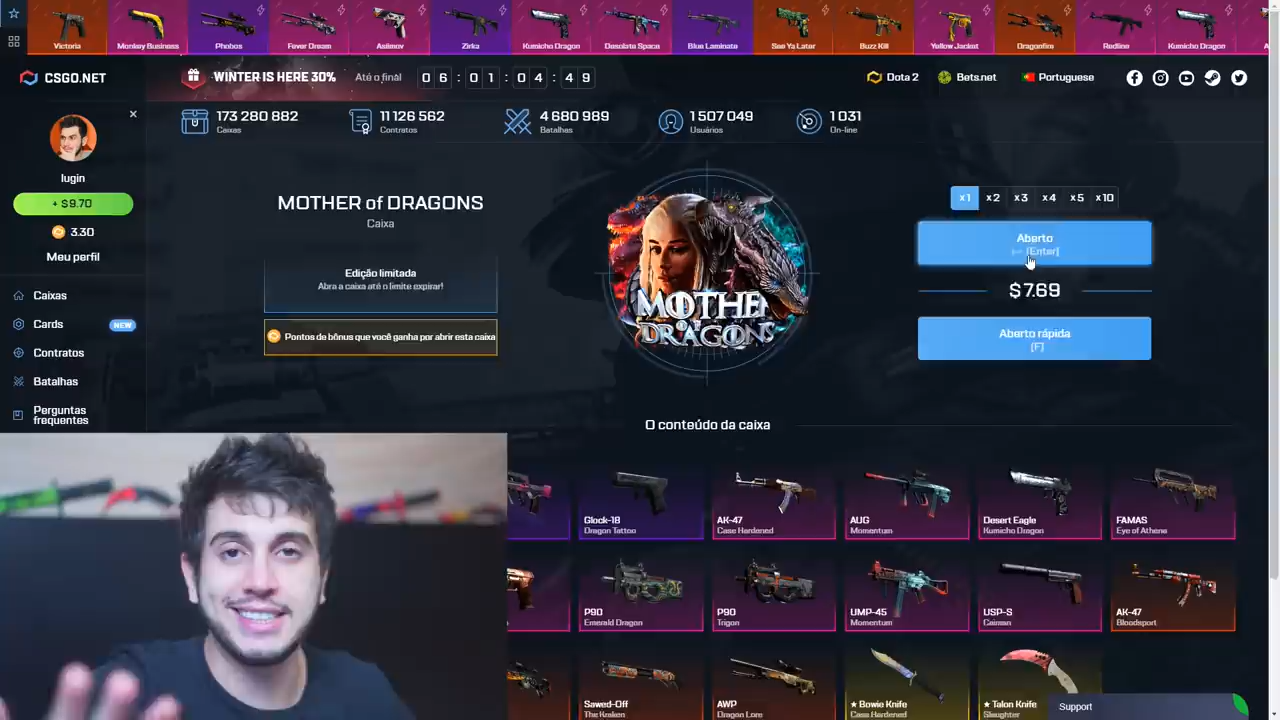 Victoria
Monkey Business
Phobos
Fever Dream
Asiimov
Zirka
Kumicho Dragon
Desolate Space
Blue Laminate
See Ya Later
Buzz Kill
Yellow Jacket
Dragonfire
Redline
Kumicho Dragon
CSGO.NET
WINTER IS HERE 30%
Até o final
06:01:04:49
Dota 2
Bets.net
Portuguese
173 280 882
Caixas
11 126 562
Contratos
4 680 989
Batalhas
1 507 049
Usuários
1 031
On-line
lugin
+ $9.70
3.30
Meu perfil
Caixas
Cards NEW
Contratos
Batalhas
Perguntas
frequentes
MOTHER of DRAGONS
Caixa
Edição limitada
Abra a caixa até o limite expirar!
Pontos de bônus que você ganha por abrir esta caixa
MOTHER
OF DRAGONS
x1 x2 x3 x4 x5 x10
Aberto
[Enter]
$7.69
Aberto rápida
[F]
O conteúdo da caixa
Glock-18
Dragon Tattoo
AK-47
Case Hardened
AUG
Momentum
Desert Eagle
Kumicho Dragon
FAMAS
Eye of Athena
P90
Emerald Dragon
P90
Trigon
UMP-45
Momentum
USP-S
Caiman
AK-47
Bloodsport
Sawed-Off
The Kraken
AWP
Dragon Lore
★ Bowie Knife
Case Hardened
★ Talon Knife
Slaughter
Support